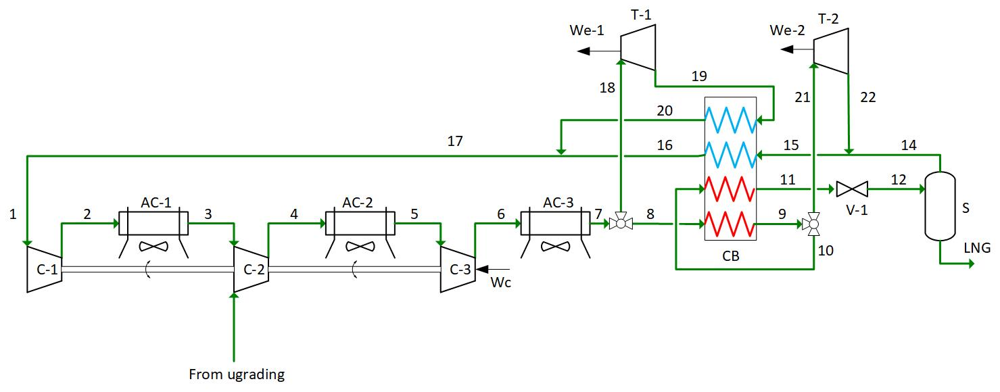 T-1
We-1
T-2
We-2
19
18
21
22
20
17
16
15
14
11
12
AC-1
AC-2
AC-3
1
2
3
4
5
6
7
8
9
V-1
S
10
LNG
CB
C-1
C-2
C-3
Wc
From ugrading